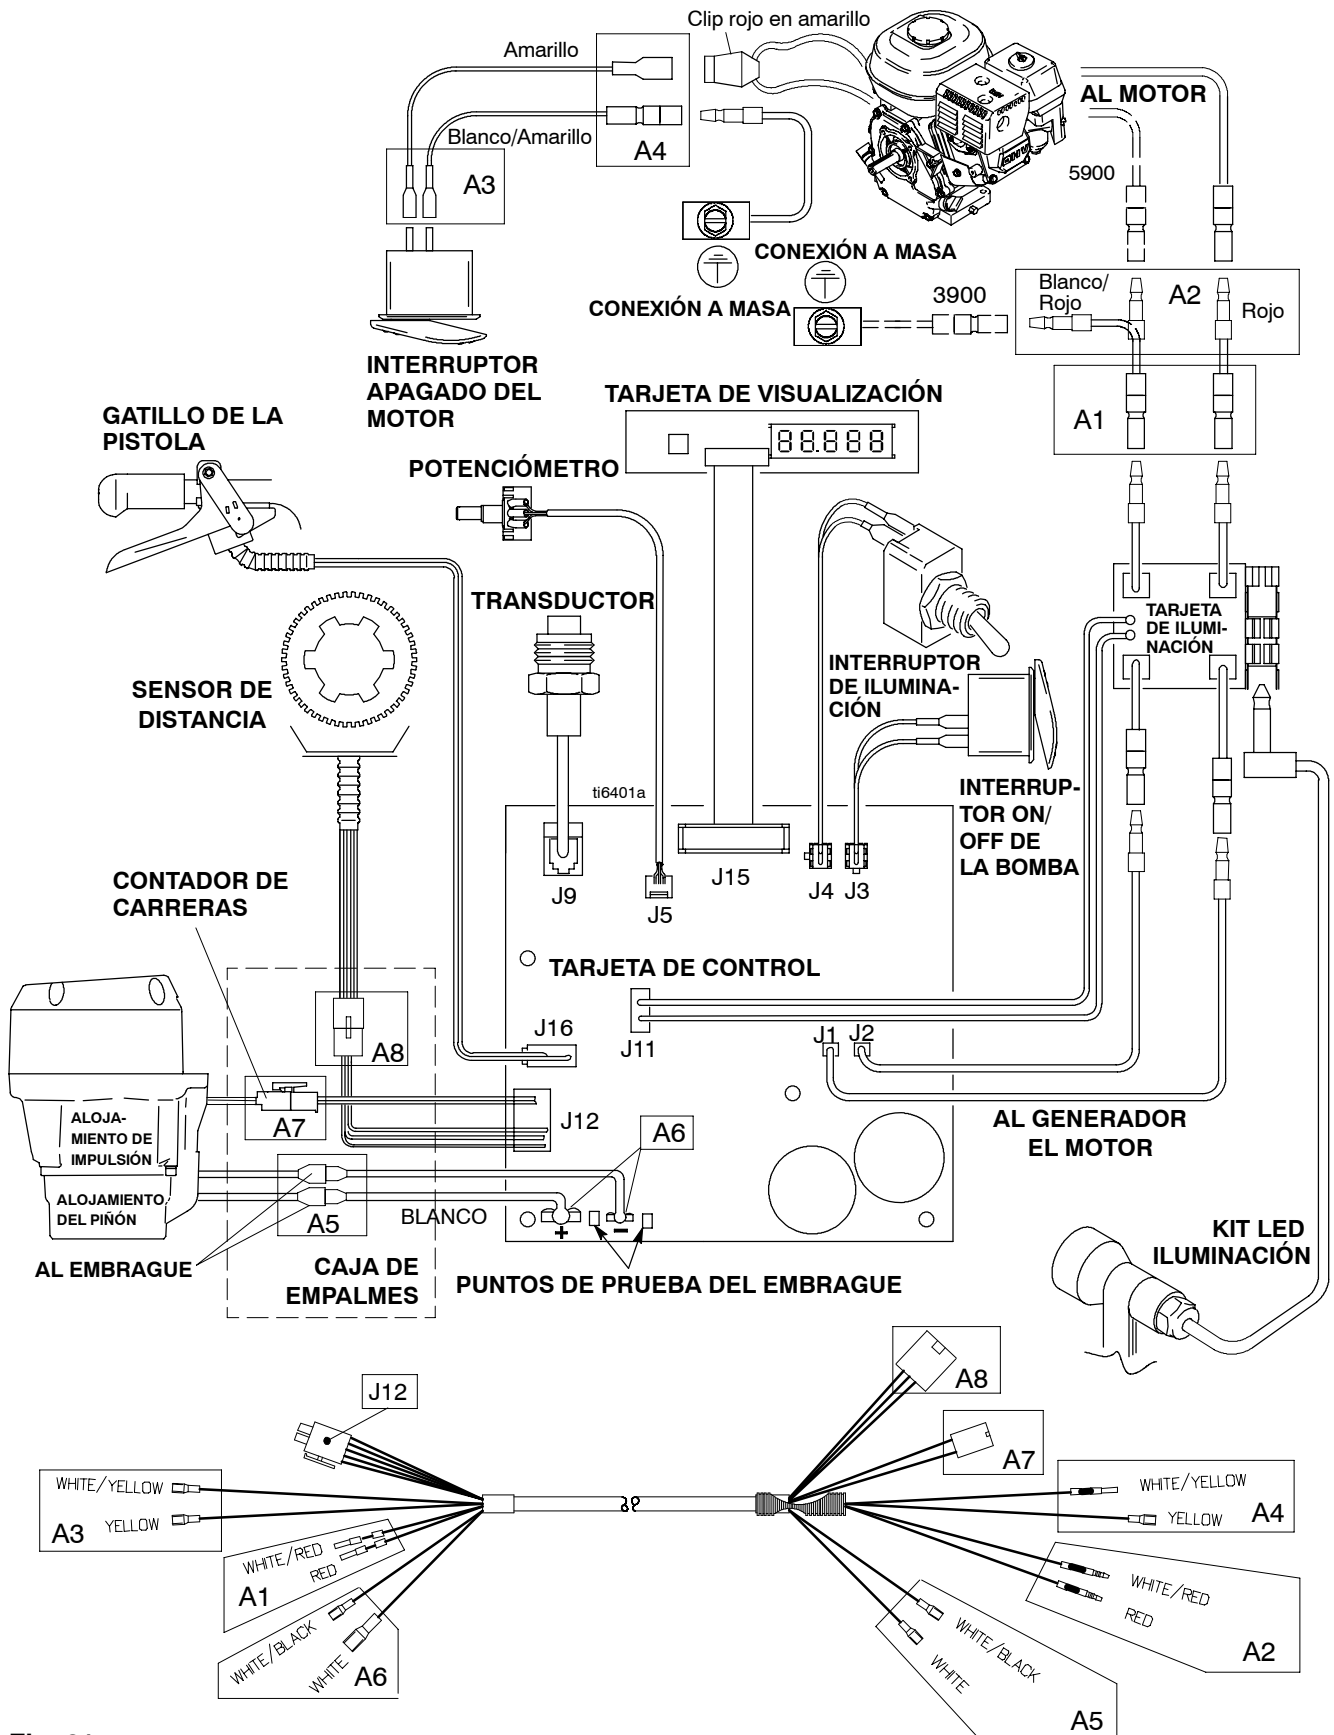 Clip rojo en amarillo
Amarillo
AL MOTOR
Blanco/Amarillo
A4
A3
5900
CONEXIÓN A MASA
CONEXIÓN A MASA
3900
Blanco/
Rojo
A2
Rojo
INTERRUPTOR
APAGADO DEL
MOTOR
TARJETA DE VISUALIZACIÓN
88.888
A1
GATILLO DE LA
PISTOLA
POTENCIÓMETRO
TRANSDUCTOR
TARJETA
DE ILUMI-
NACIÓN
SENSOR DE
DISTANCIA
INTERRUPTOR
DE ILUMINA-
CIÓN
INTERRUP-
TOR ON/
OFF DE
LA BOMBA
ti6401a
J9
J5
J15
J4
J3
CONTADOR DE
CARRERAS
TARJETA DE CONTROL
J16
J11
J1
J2
A8
A7
J12
A6
ALOJA-
MIENTO DE
IMPULSIÓN
ALOJAMIENTO
DEL PIÑÓN
AL GENERADOR
EL MOTOR
A5
BLANCO
+
−
AL EMBRAGUE
CAJA DE
EMPALMES
PUNTOS DE PRUEBA DEL EMBRAGUE
KIT LED
ILUMINACIÓN
J12
A8
A7
WHITE/YELLOW
YELLOW
A3
WHITE/YELLOW
YELLOW
A4
WHITE/RED
RED
A1
WHITE/RED
RED
A2
WHITE/BLACK
WHITE
A6
WHITE/BLACK
WHITE
A5